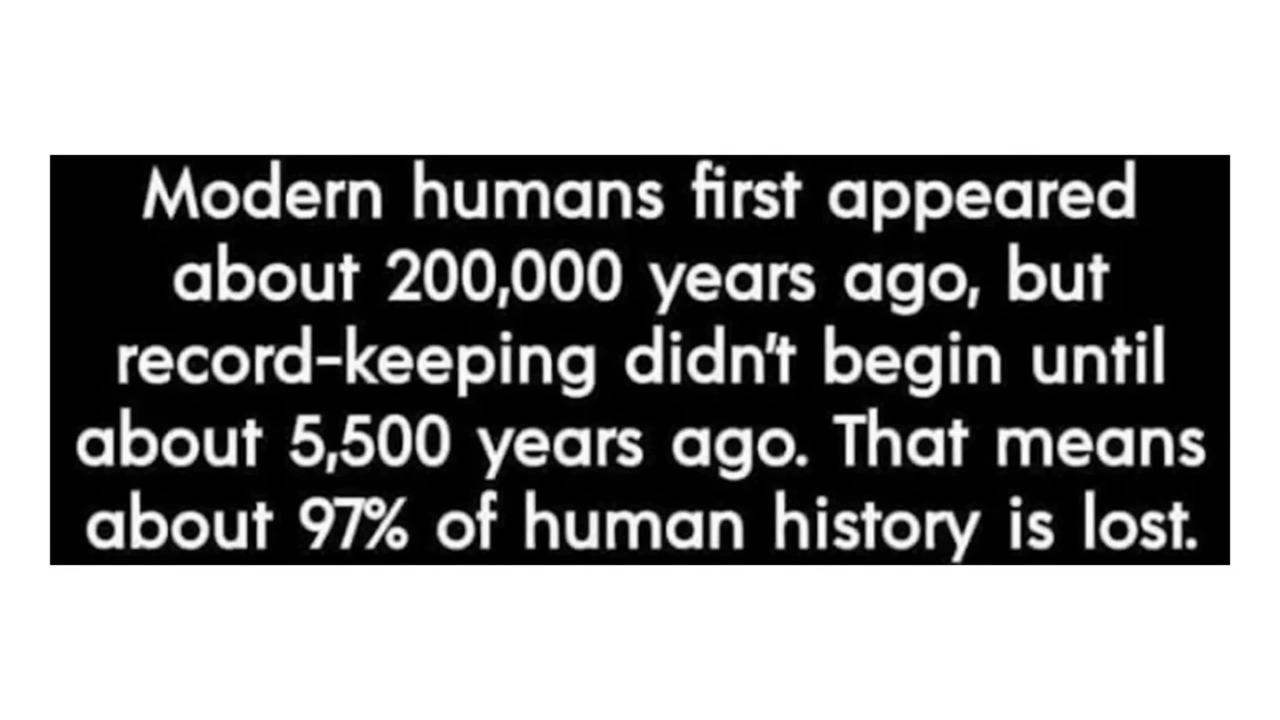 Modern humans first appeared
about 200,000 years ago, but
record-keeping didn't begin until
about 5,500 years ago. That means
about 97% of human history is lost.